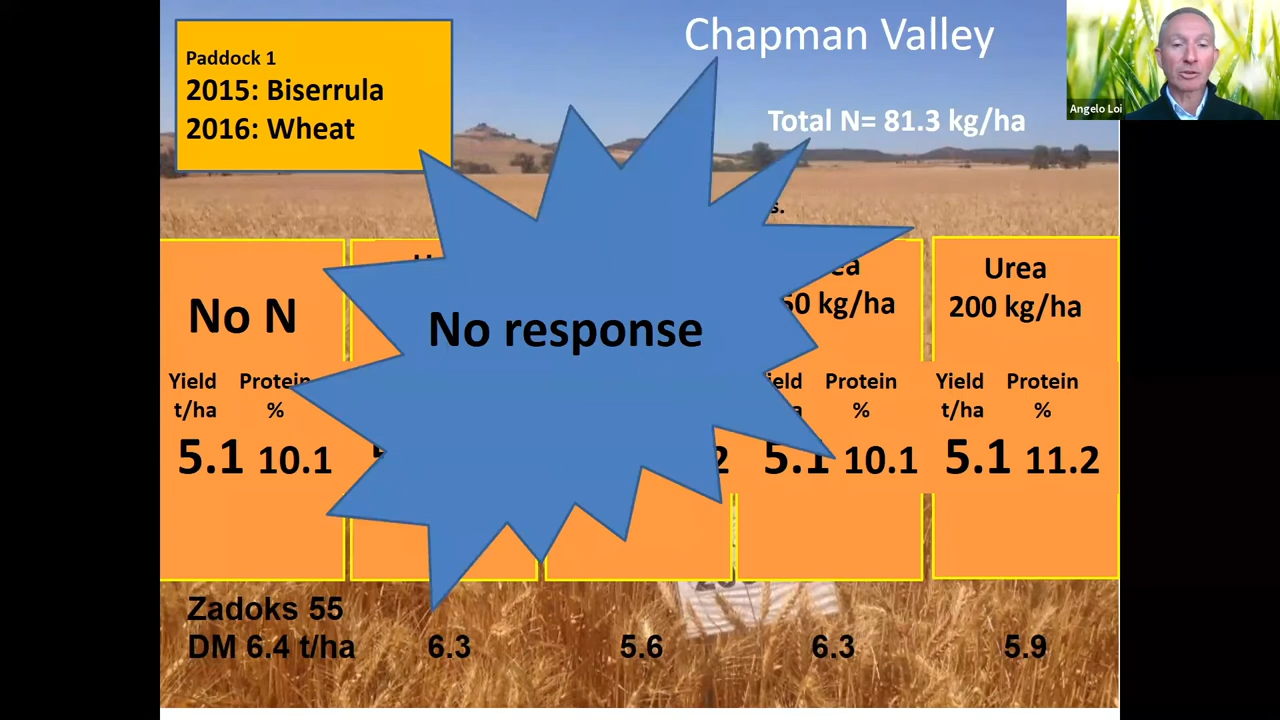 Paddock 1
2015: Biserrula
2016: Wheat
Chapman Valley
Total N= 81.3 kg/ha
Angelo Loi
No N
Yield Protein
t/ha %
5.1 10.1
No response
kg/ha
Protein
%
5.1 10.1
Urea
200 kg/ha
Yield Protein
t/ha %
5.1 11.2
Zadoks 55
DM 6.4 t/ha 6.3 5.6 6.3 5.9